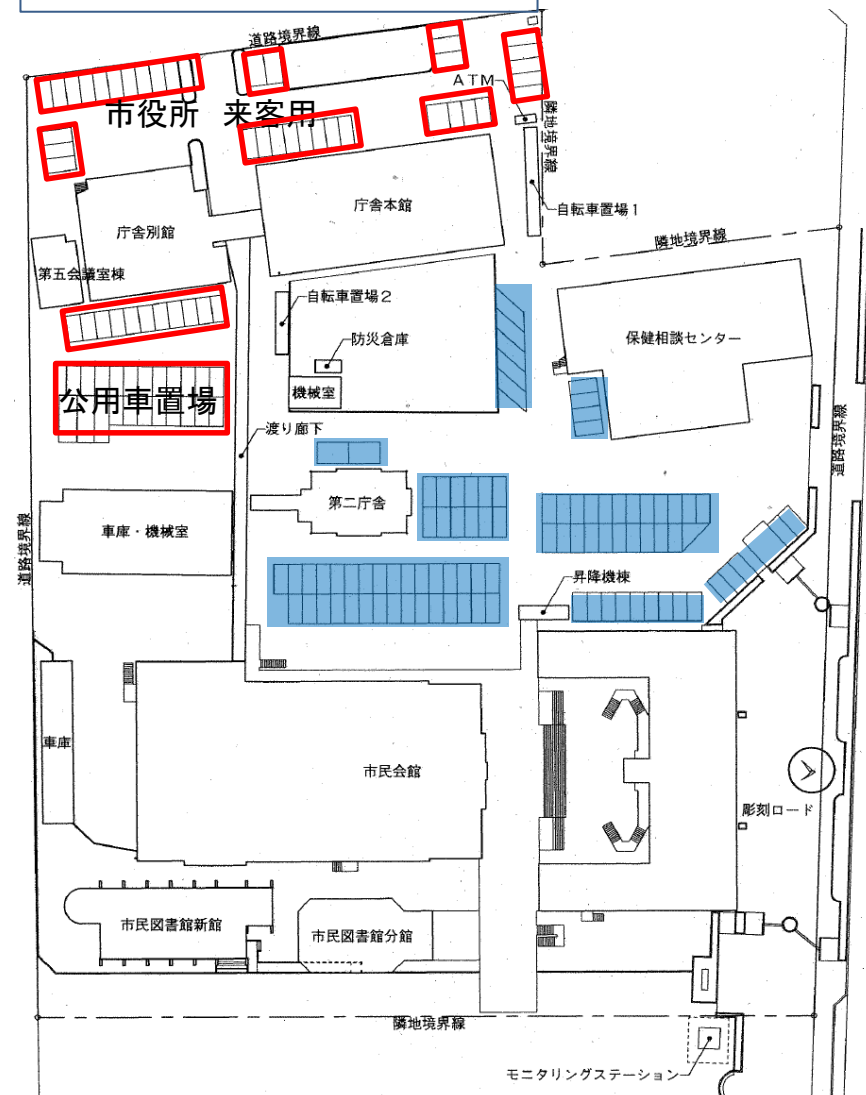 道路境界線
ATM
市役所 来客用
隣地境界線
庁舎本館
自転車置場1
庁舎別館
隣地境界線
第五会議室棟
自転車置場2
防災倉庫
保健相談センター
機械室
公用車置場
渡り廊下
道路境界線
第二庁舎
車庫・機械室
道路境界線
昇降機棟
車庫
市民会館
彫刻ロード
市民図書館新館
市民図書館分館
隣地境界線
モニタリングステーション